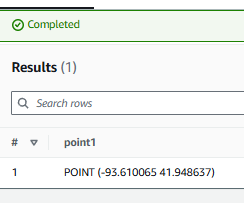 Completed
Results (1)
Search rows
# point1
1 POINT (-93.610065 41.948637)